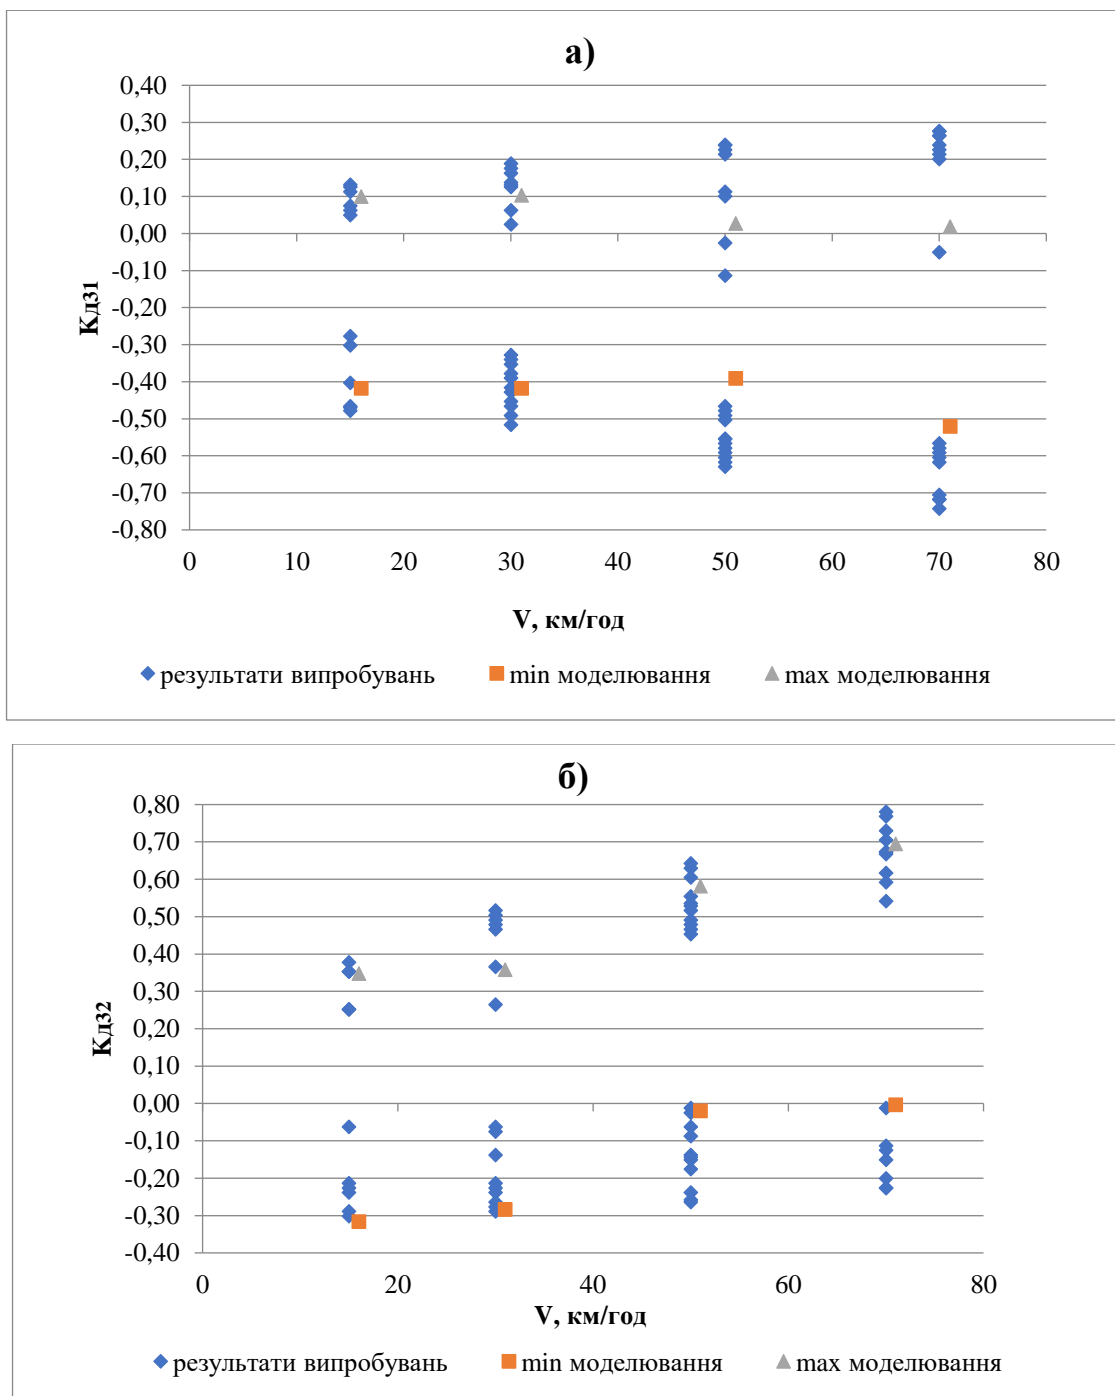 а)
0,40
0,30
0,20
0,10
0,00
-0,10
-0,20
-0,30
-0,40
-0,50
-0,60
-0,70
-0,80
Кд31
0 10 20 30 40 50 60 70 80
V, км/год
результати випробувань min моделювання max моделювання
б)
0,80
0,70
0,60
0,50
0,40
0,30
0,20
0,10
0,00
-0,10
-0,20
-0,30
-0,40
Кд32
0 20 40 60 80
V, км/год
результати випробувань min моделювання max моделювання